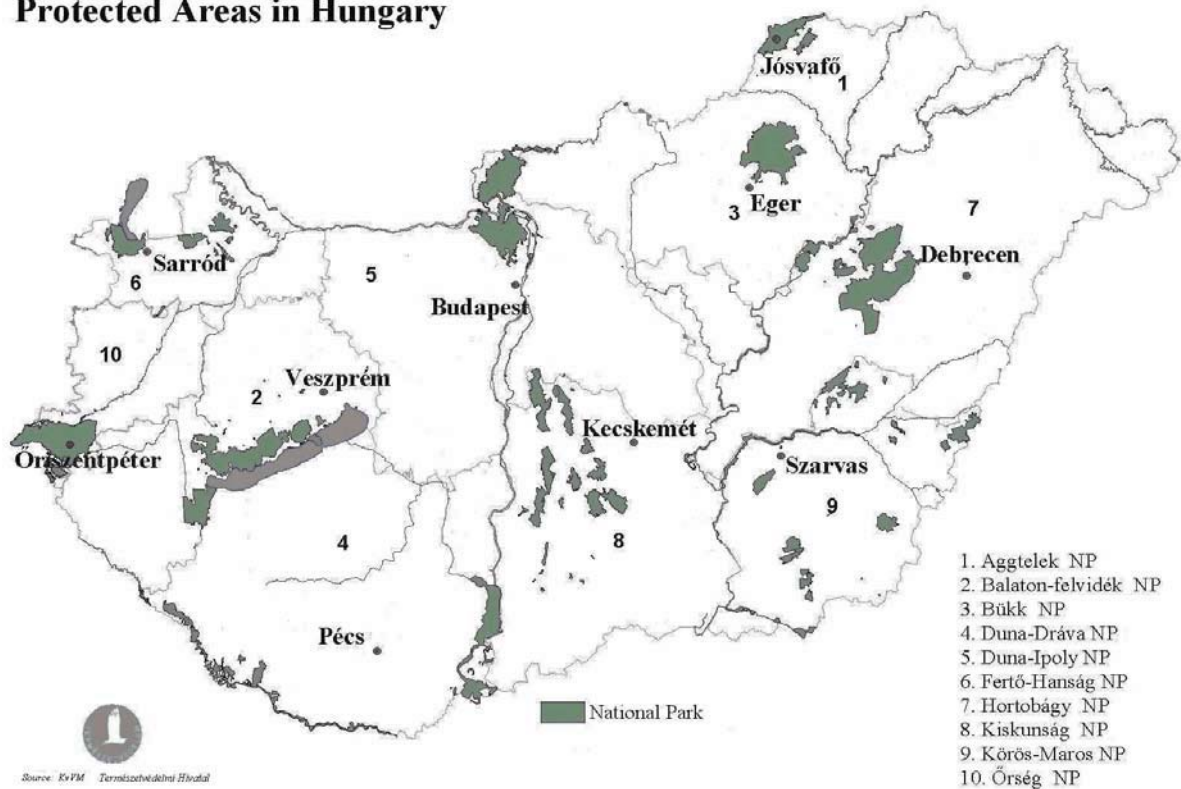 Protected Areas in Hungary
Jósvafő
1
3
Eger
7
Sarród
6
5
Debrecen
Budapest
10
2
Veszprém
Kecskemét
Őriszentpéter
Szarvas
9
4
8
Pécs
National Park
1. Aggtelek NP
2. Balaton-felvidék NP
3. Bükk NP
4. Duna-Dráva NP
5. Duna-Ipoly NP
6. Fertő-Hanság NP
7. Hortobágy NP
8. Kiskunság NP
9. Körös-Maros NP
10. Őrség NP
Source: KvVM Természetvédelmi Hivatal